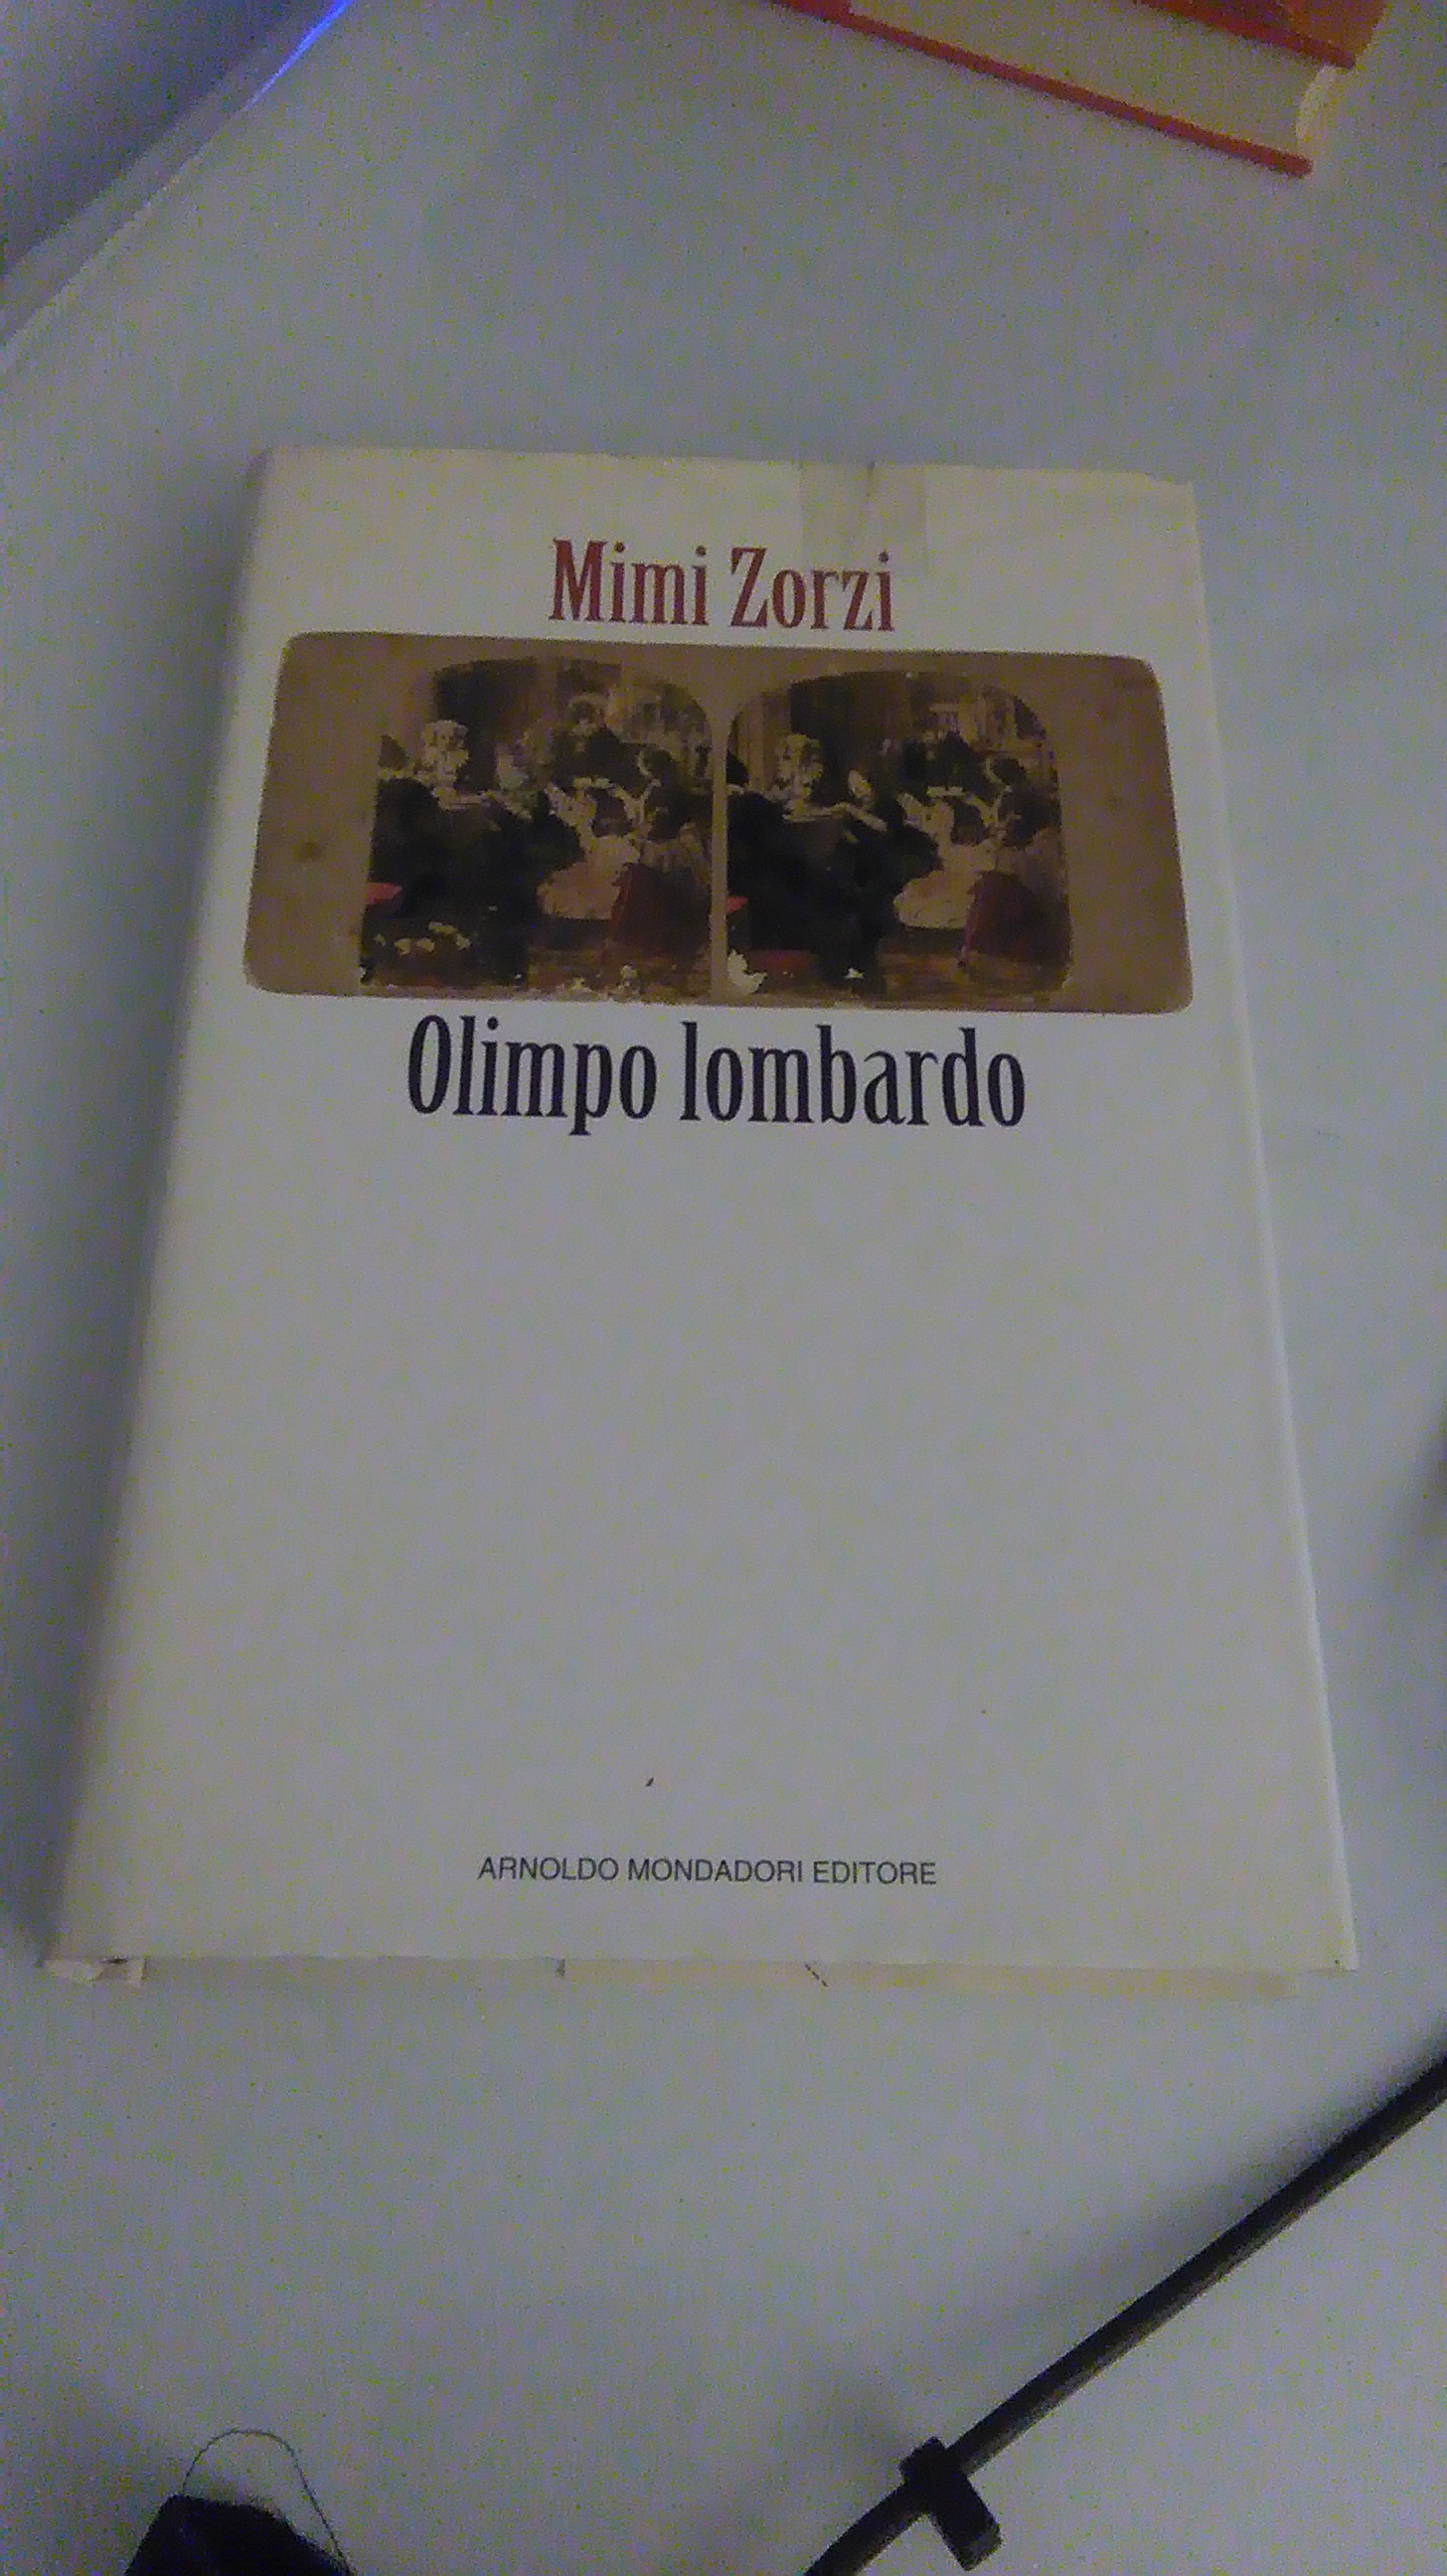 Mimi Zorzi
Olimpo lombardo
ARNOLDO MONDADORI EDITORE